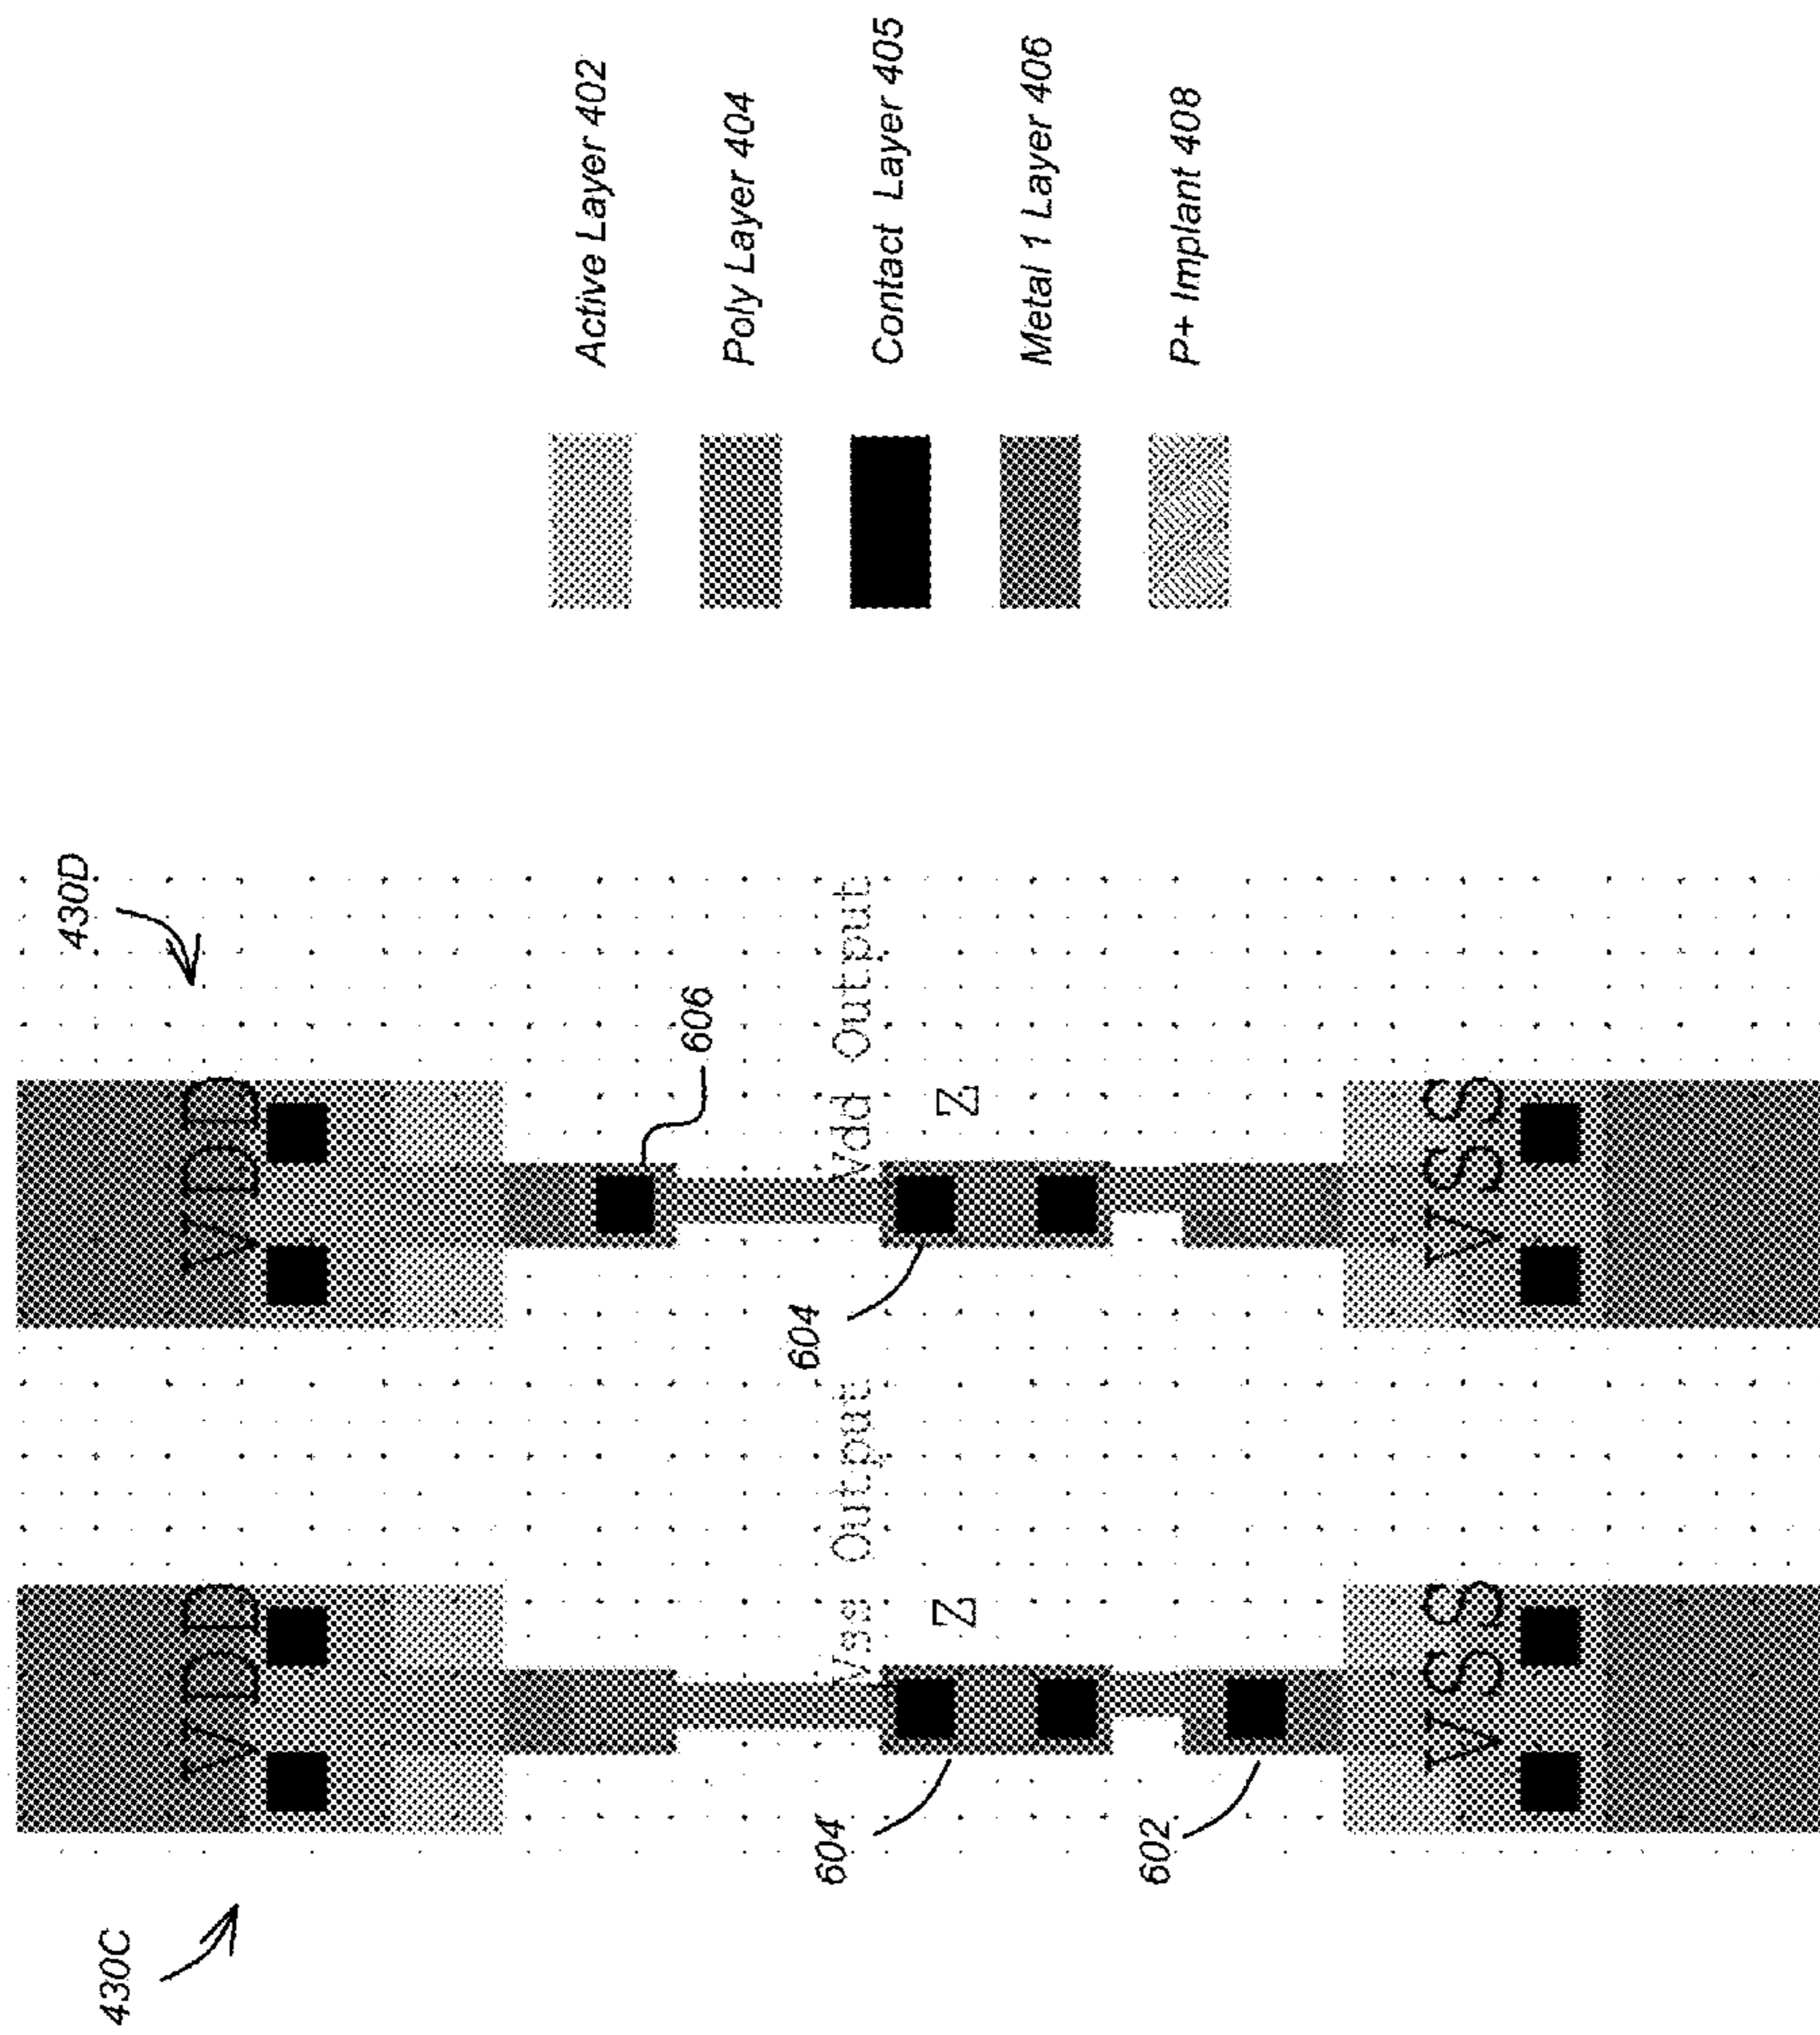 430C
430D
VDD
VDD
606
604
604
Vss Output
Vdd Output
Z
Z
602
VSS
VSS
Active Layer 402
Poly Layer 404
Contact Layer 405
Metal 1 Layer 406
P+ Implant 408